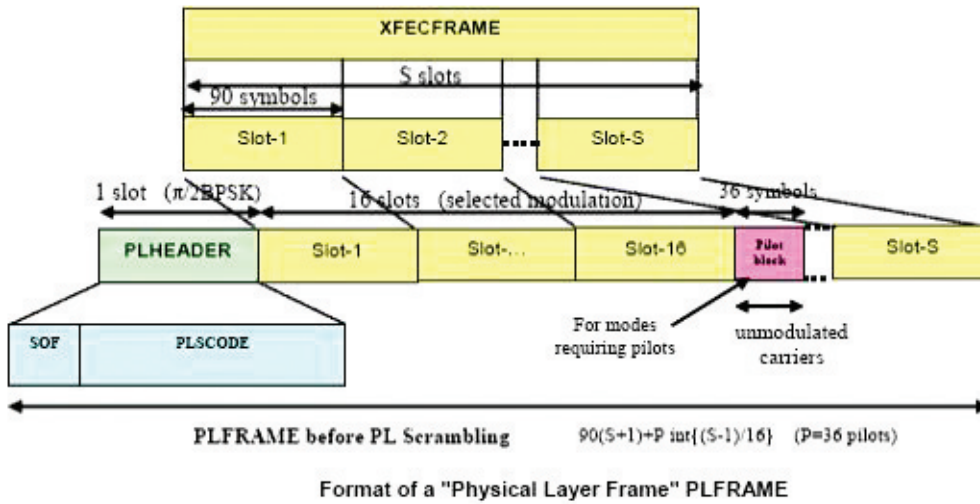 XFECFRAME
S slots
90 symbols
Slot-1 Slot-2 Slot-S
1 slot (π/2BPSK) 16 slots (selected modulation) 36 symbols
PLHEADER Slot-1 Slot-... Slot-16 Pilot block Slot-S
For modes requiring pilots
unmodulated carriers
SOF PLSCODE
PLFRAME before PL Scrambling 90(S+1)+P int{(S-1)/16} (P=36 pilots)
Format of a "Physical Layer Frame" PLFRAME